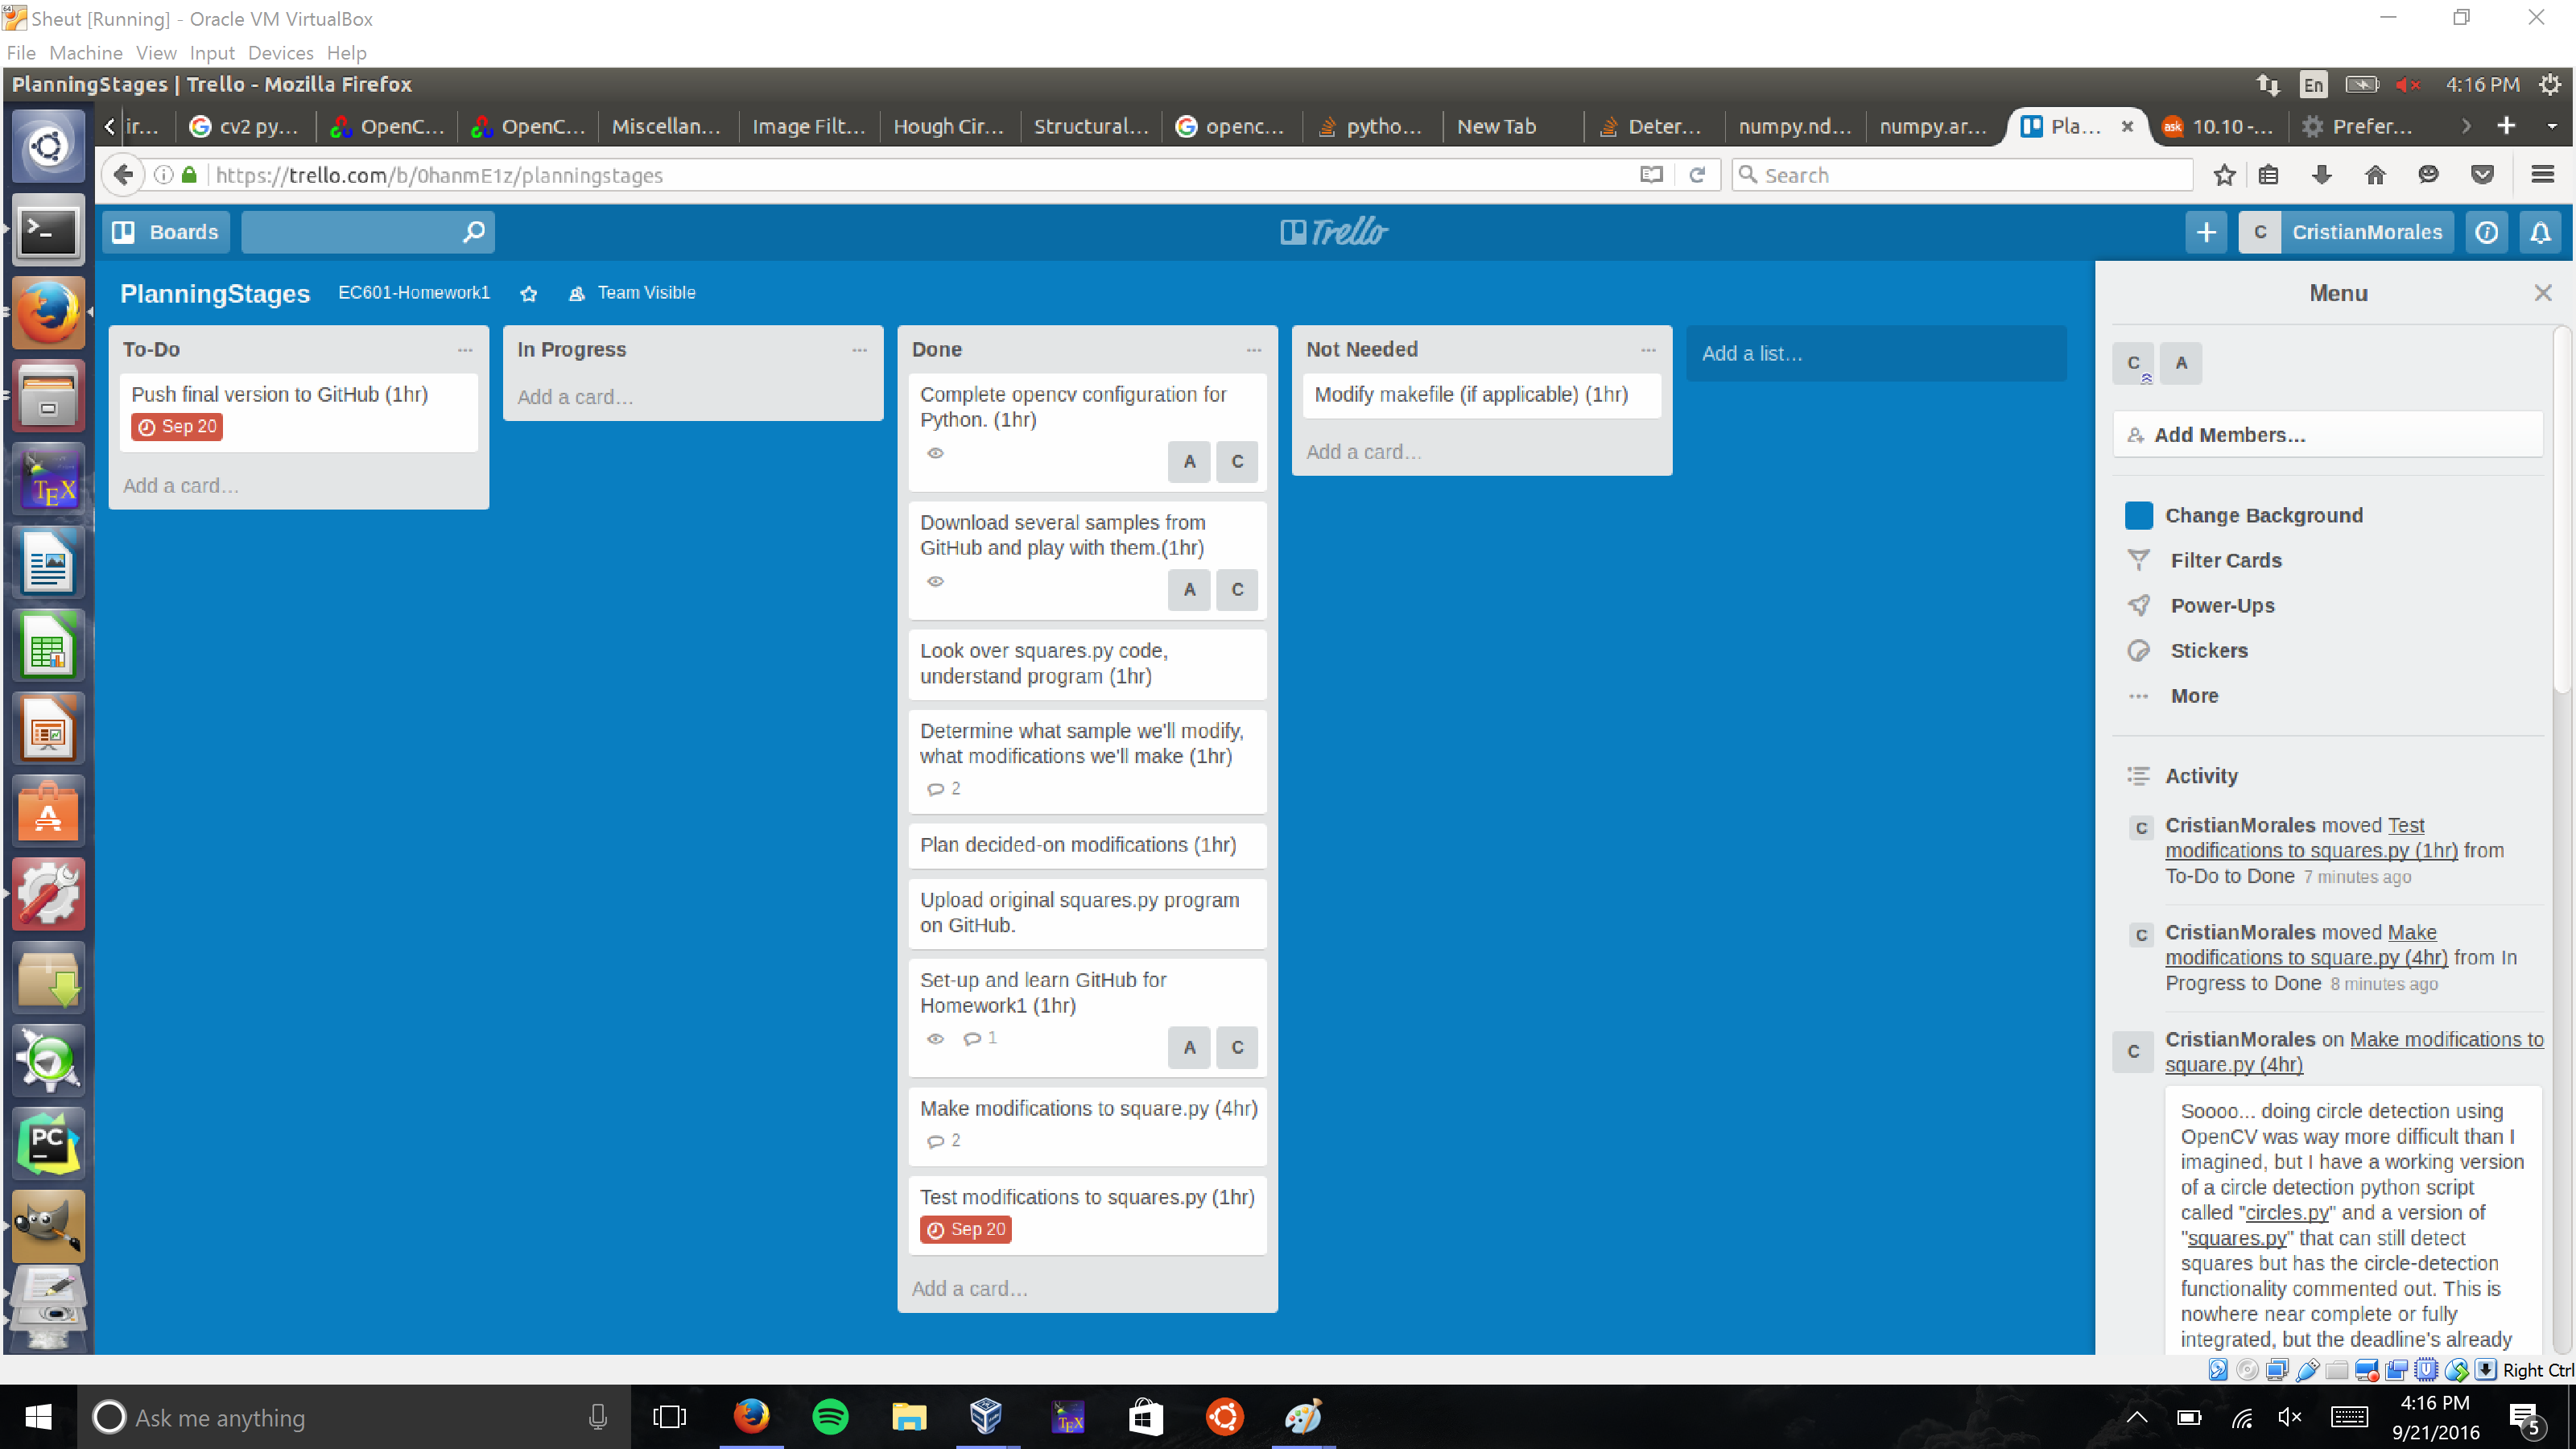 Sheut [Running] - Oracle VM VirtualBox
File Machine View Input Devices Help
PlanningStages | Trello - Mozilla Firefox
En
4:16 PM
ir...
cv2 py...
OpenC...
OpenC...
Miscellan...
Image Filt...
Hough Cir...
Structural...
openc...
pytho...
New Tab
Deter...
numpy.nd...
numpy.ar...
Pla...
ask
10.10 -...
Prefer...
https://trello.com/b/0hanmE1z/planningstages
Search
Boards
Trello
C
CristianMorales
PlanningStages
EC601-Homework1
Team Visible
To-Do
Push final version to GitHub (1hr)
Sep 20
Add a card...
In Progress
Add a card...
Done
Complete opencv configuration for
Python. (1hr)
A C
Download several samples from
GitHub and play with them.(1hr)
A C
Look over squares.py code,
understand program (1hr)
Determine what sample we'll modify,
what modifications we'll make (1hr)
2
Plan decided-on modifications (1hr)
Upload original squares.py program
on GitHub.
Set-up and learn GitHub for
Homework1 (1hr)
1
A C
Make modifications to square.py (4hr)
2
Test modifications to squares.py (1hr)
Sep 20
Add a card...
Not Needed
Modify makefile (if applicable) (1hr)
Add a card...
Add a list...
Menu
C A
Add Members...
Change Background
Filter Cards
Power-Ups
Stickers
More
Activity
C
CristianMorales moved Test
modifications to squares.py (1hr) from
To-Do to Done 7 minutes ago
C
CristianMorales moved Make
modifications to square.py (4hr) from In
Progress to Done 8 minutes ago
C
CristianMorales on Make modifications to
square.py (4hr)
Soooo... doing circle detection using
OpenCV was way more difficult than I
imagined, but I have a working version
of a circle detection python script
called "circles.py" and a version of
"squares.py" that can still detect
squares but has the circle-detection
functionality commented out. This is
nowhere near complete or fully
integrated, but the deadline's already
TEX
PC
Right Ctrl
Ask me anything
TEX
4:16 PM
9/21/2016
5